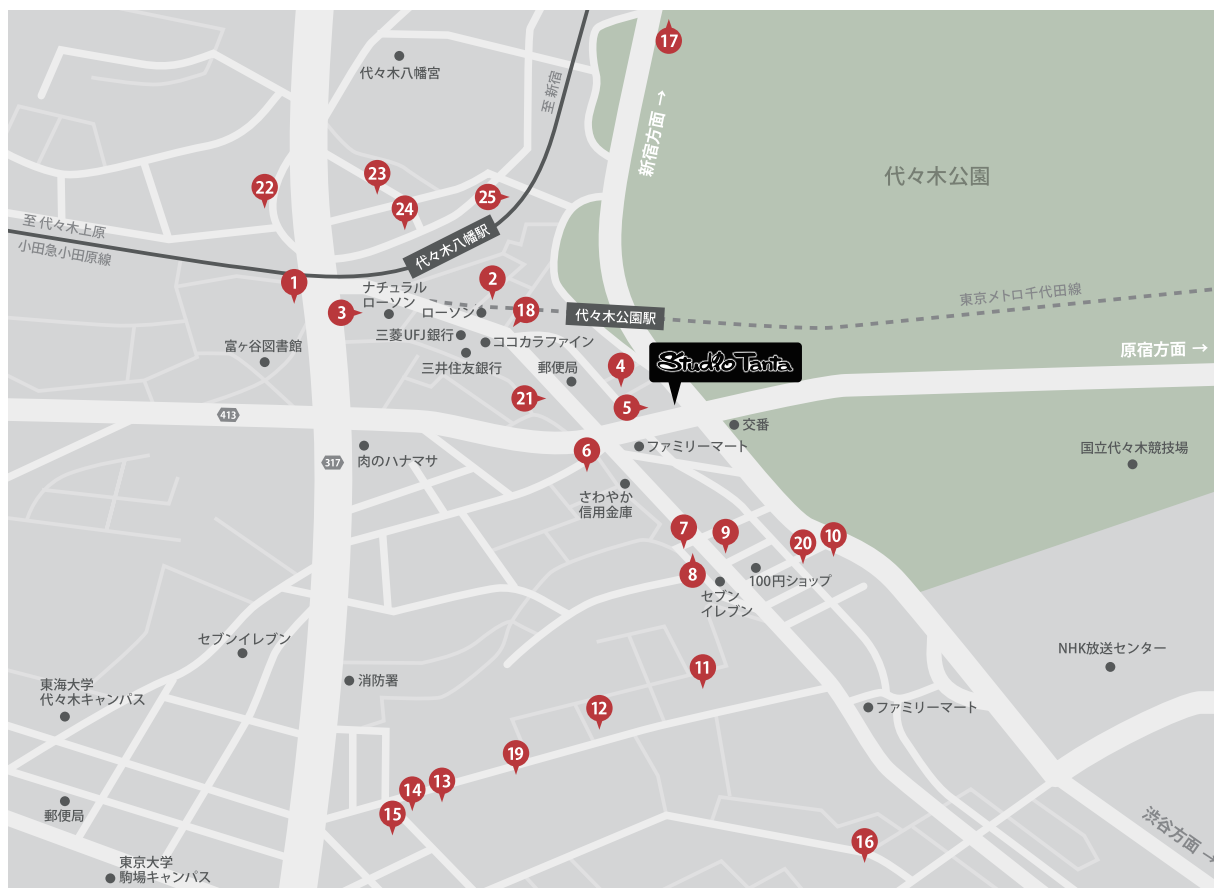 17
代々木八幡宮
至 新宿
新宿方面 →
代々木公園
23
22
25
24
至 代々木上原
小田急小田原線
代々木八幡駅
1
2
ナチュラル
ローソン
3
ローソン
18
代々木公園駅
東京メトロ千代田線
三菱UFJ銀行
ココカラファイン
富ヶ谷図書館
三井住友銀行
郵便局
4
Studio Tanta
原宿方面 →
21
5
413
交番
6
ファミリーマート
国立代々木競技場
317
肉のハナマサ
さわやか
信用金庫
7
9
20
10
8
100円ショップ
セブン
イレブン
セブンイレブン
NHK放送センター
11
消防署
東海大学
代々木キャンパス
12
ファミリーマート
19
13
14
15
郵便局
渋谷方面 →
16
東京大学
駒場キャンパス